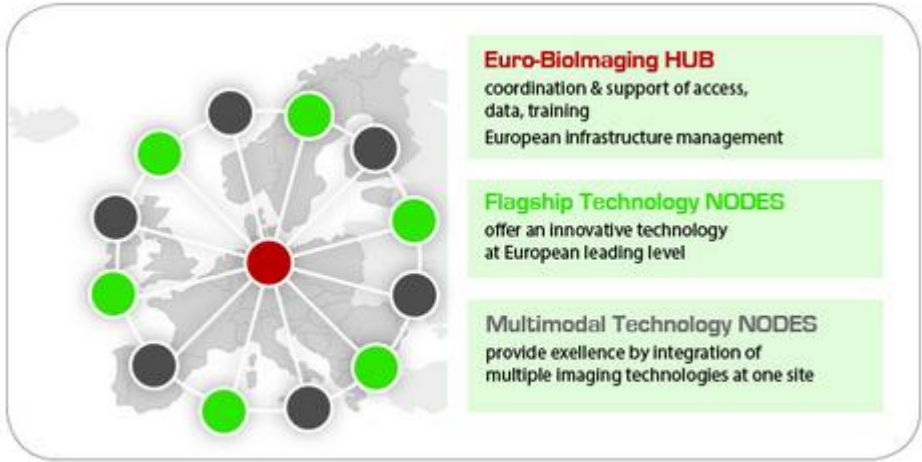 Euro-BioImaging HUB
coordination & support of access,
data, training
European infrastructure management
Flagship Technology NODES
offer an innovative technology
at European leading level
Multimodal Technology NODES
provide exellence by integration of
multiple imaging technologies at one site